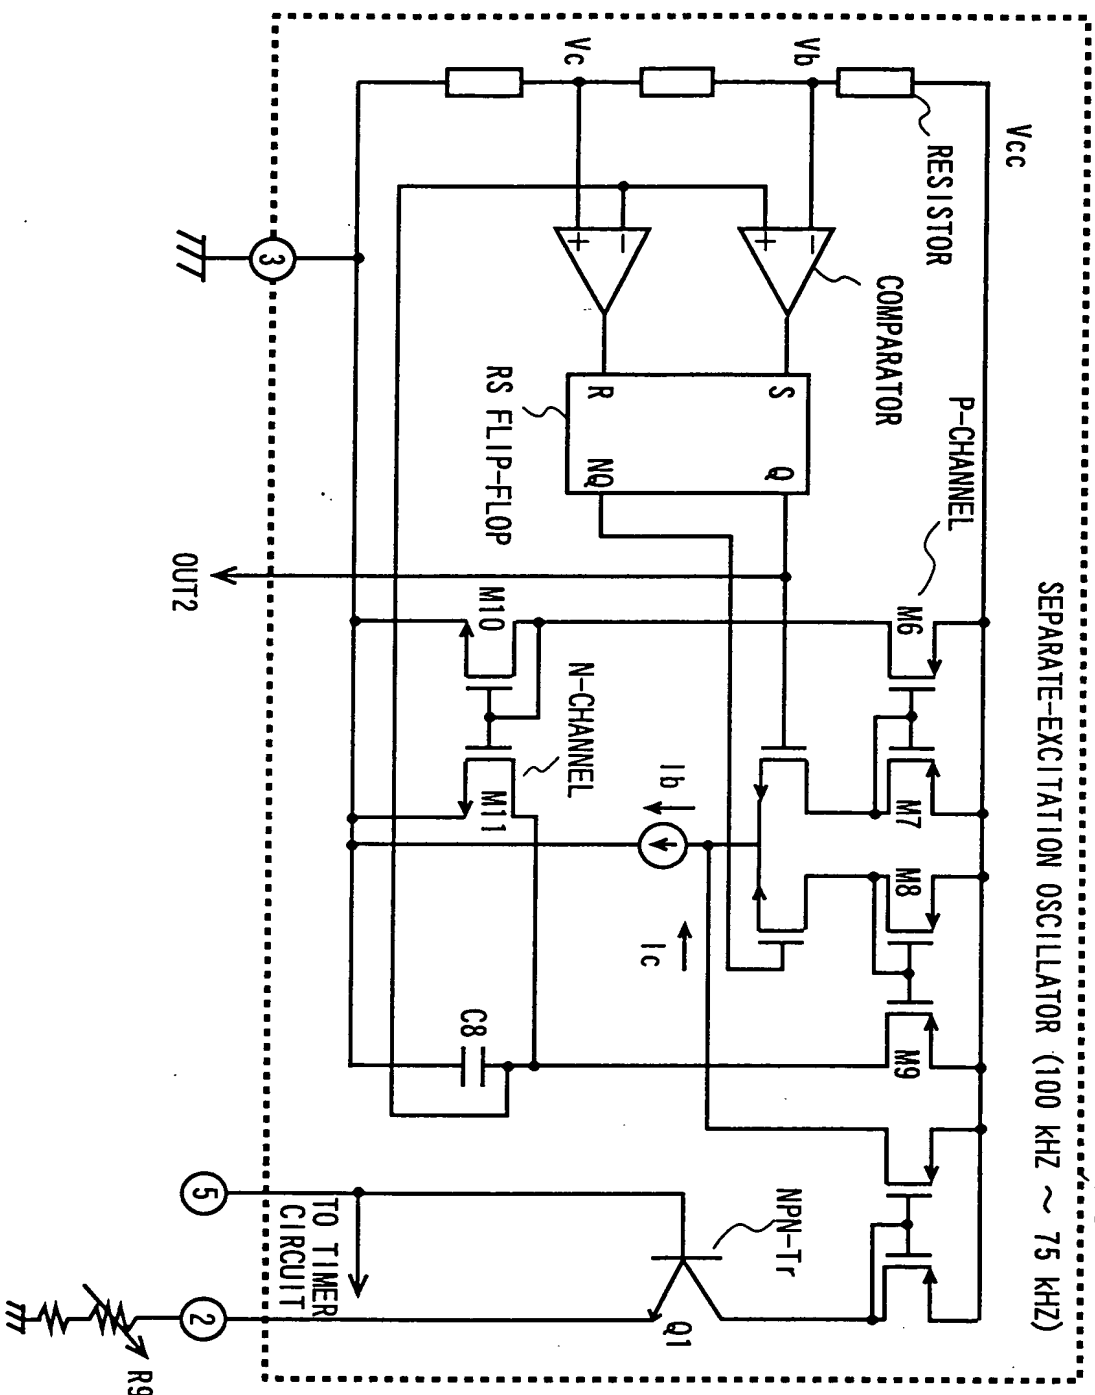 SEPARATE-EXCITATION OSCILLATOR (100 kHZ ~ 75 kHZ)
Vcc
P-CHANNEL
RESISTOR
M6
M7
M8
M9
COMPARATOR
Vb
−
+
S
Q
Vc
−
+
R
NQ
RS FLIP-FLOP
Ib
Ic
NPN-Tr
Q1
N-CHANNEL
M10
M11
C8
TO TIMER
CIRCUIT
3
OUT2
5
2
R9